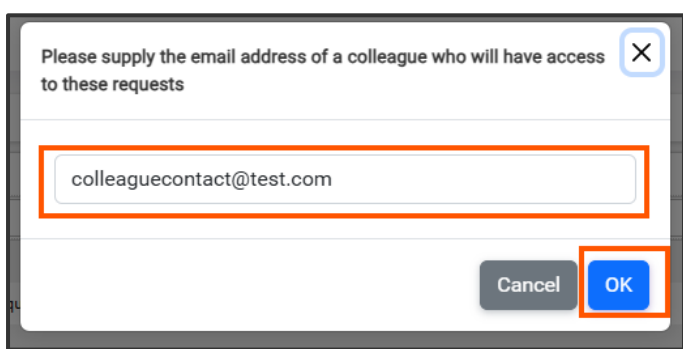 Please supply the email address of a colleague who will have access
to these requests
colleaguecontact@test.com
Cancel OK